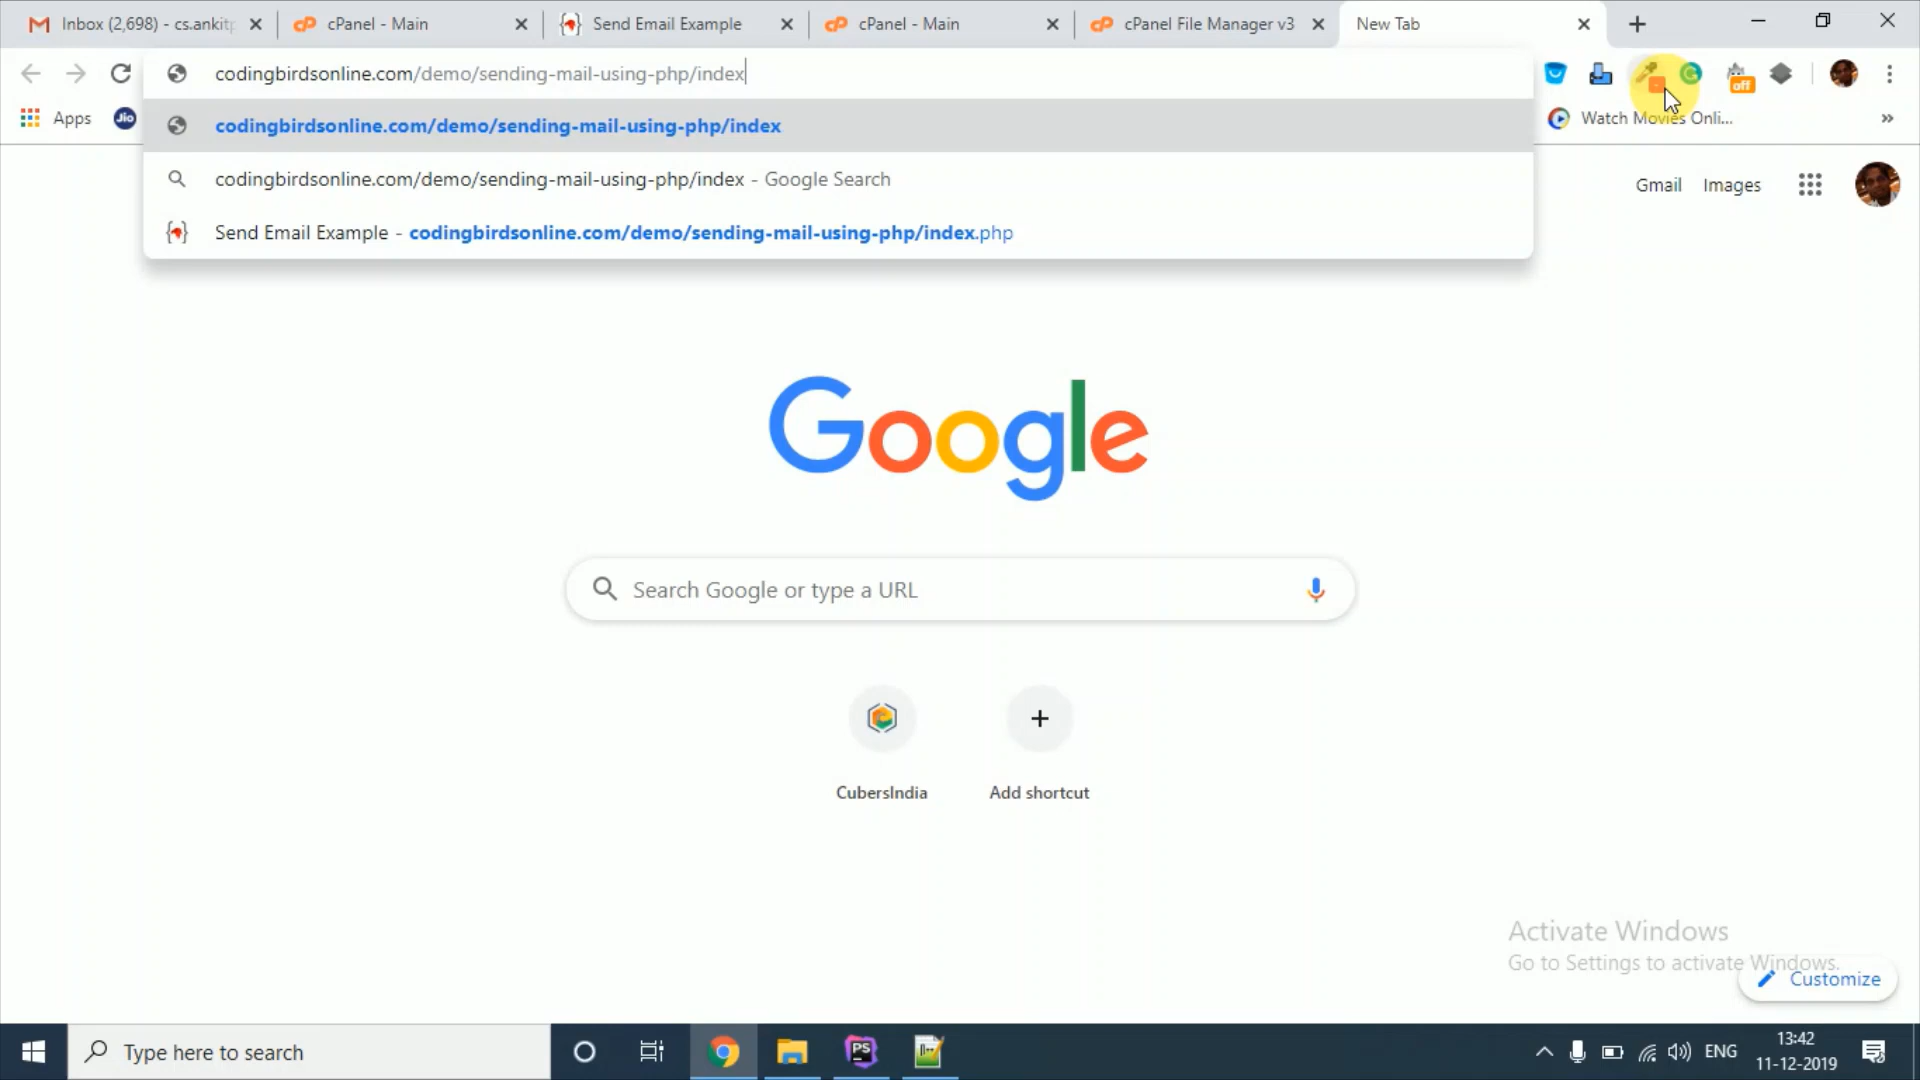 Inbox (2,698) - cs.ankitp
cPanel - Main
Send Email Example
cPanel - Main
cPanel File Manager v3
New Tab
codingbirdsonline.com/demo/sending-mail-using-php/index
off
Apps
Jio
codingbirdsonline.com/demo/sending-mail-using-php/index
Watch Movies Onli...
codingbirdsonline.com/demo/sending-mail-using-php/index - Google Search
Gmail
Images
Send Email Example - codingbirdsonline.com/demo/sending-mail-using-php/index.php
Google
Search Google or type a URL
CubersIndia
Add shortcut
Activate Windows
Go to Settings to activate Windows.
Customize
Type here to search
PS
ENG
13:42
11-12-2019